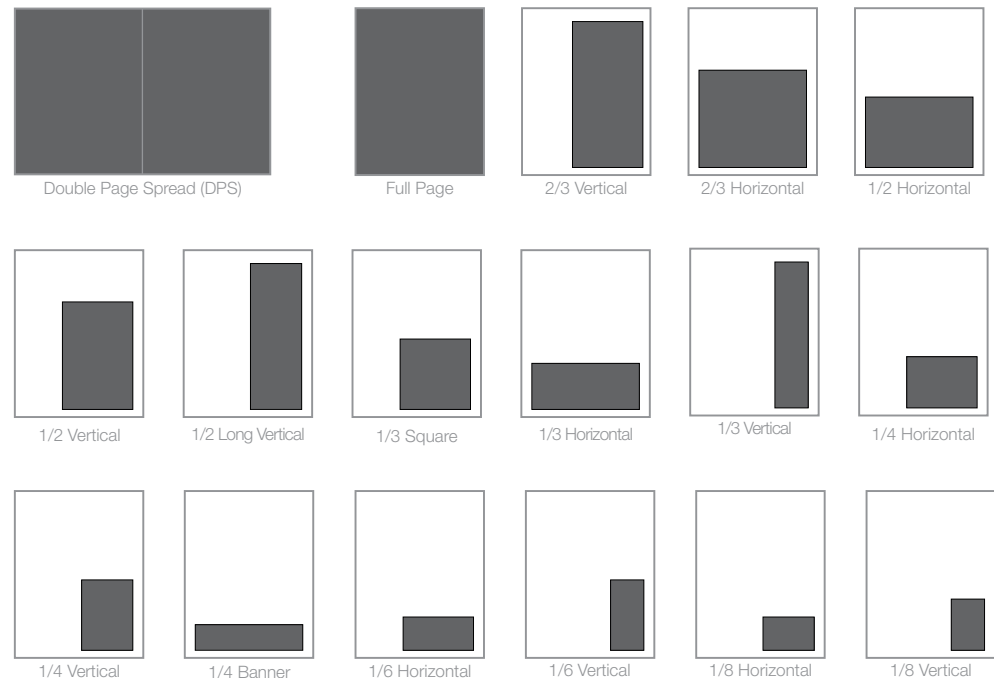 Double Page Spread (DPS)
Full Page
2/3 Vertical
2/3 Horizontal
1/2 Horizontal
1/2 Vertical
1/2 Long Vertical
1/3 Square
1/3 Horizontal
1/3 Vertical
1/4 Horizontal
1/4 Vertical
1/4 Banner
1/6 Horizontal
1/6 Vertical
1/8 Horizontal
1/8 Vertical